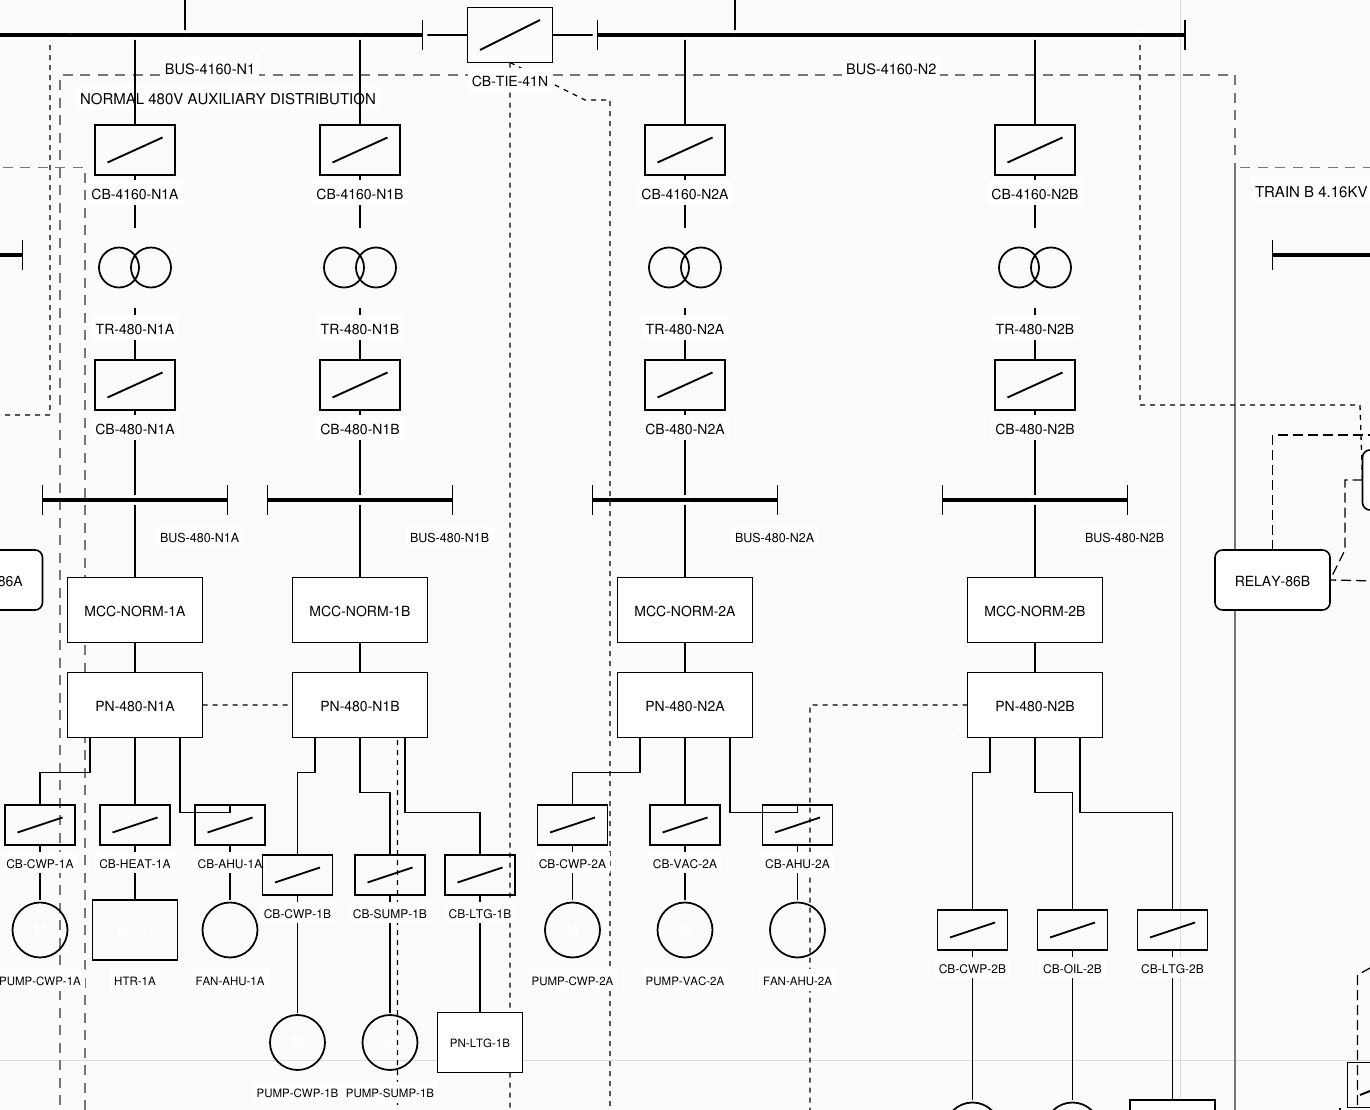 BUS-4160-N1
BUS-4160-N2
CB-TIE-41N
NORMAL 480V AUXILIARY DISTRIBUTION
CB-4160-N1A
CB-4160-N1B
CB-4160-N2A
CB-4160-N2B
TRAIN B 4.16KV
TR-480-N1A
TR-480-N1B
TR-480-N2A
TR-480-N2B
CB-480-N1A
CB-480-N1B
CB-480-N2A
CB-480-N2B
BUS-480-N1A
BUS-480-N1B
BUS-480-N2A
BUS-480-N2B
86A
RELAY-86B
MCC-NORM-1A
MCC-NORM-1B
MCC-NORM-2A
MCC-NORM-2B
PN-480-N1A
PN-480-N1B
PN-480-N2A
PN-480-N2B
CB-CWP-1A
CB-HEAT-1A
CB-AHU-1A
CB-CWP-2A
CB-VAC-2A
CB-AHU-2A
CB-CWP-1B
CB-SUMP-1B
CB-LTG-1B
CB-CWP-2B
CB-OIL-2B
CB-LTG-2B
PUMP-CWP-1A
HTR-1A
FAN-AHU-1A
PUMP-CWP-2A
PUMP-VAC-2A
FAN-AHU-2A
PN-LTG-1B
PUMP-CWP-1B
PUMP-SUMP-1B